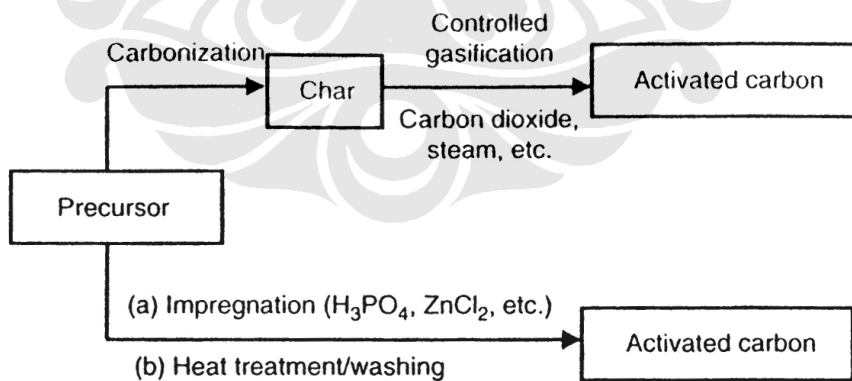 Carbonization
Char
Controlled
gasification
Carbon dioxide,
steam, etc.
Activated carbon
Precursor
(a) Impregnation (H₃PO₄, ZnCl₂, etc.)
(b) Heat treatment/washing
Activated carbon